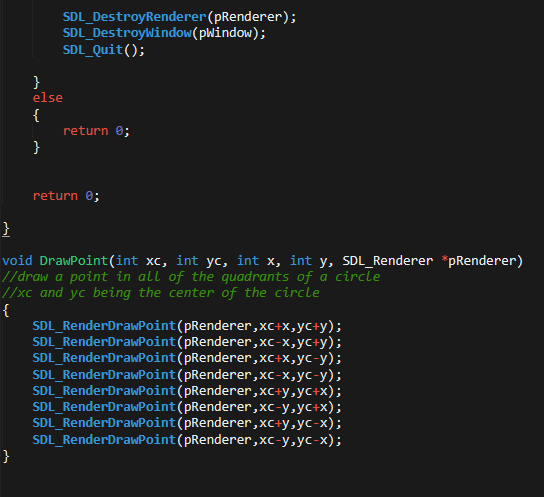 SDL_DestroyRenderer(pRenderer);
SDL_DestroyWindow(pWindow);
SDL_Quit();
}
else
{
return 0;
}
return 0;
}
void DrawPoint(int xc, int yc, int x, int y, SDL_Renderer *pRenderer)
//draw a point in all of the quadrants of a circle
//xc and yc being the center of the circle
{
SDL_RenderDrawPoint(pRenderer,xc+x,yc+y);
SDL_RenderDrawPoint(pRenderer,xc-x,yc+y);
SDL_RenderDrawPoint(pRenderer,xc+x,yc-y);
SDL_RenderDrawPoint(pRenderer,xc-x,yc-y);
SDL_RenderDrawPoint(pRenderer,xc+y,yc+x);
SDL_RenderDrawPoint(pRenderer,xc-y,yc+x);
SDL_RenderDrawPoint(pRenderer,xc+y,yc-x);
SDL_RenderDrawPoint(pRenderer,xc-y,yc-x);
}